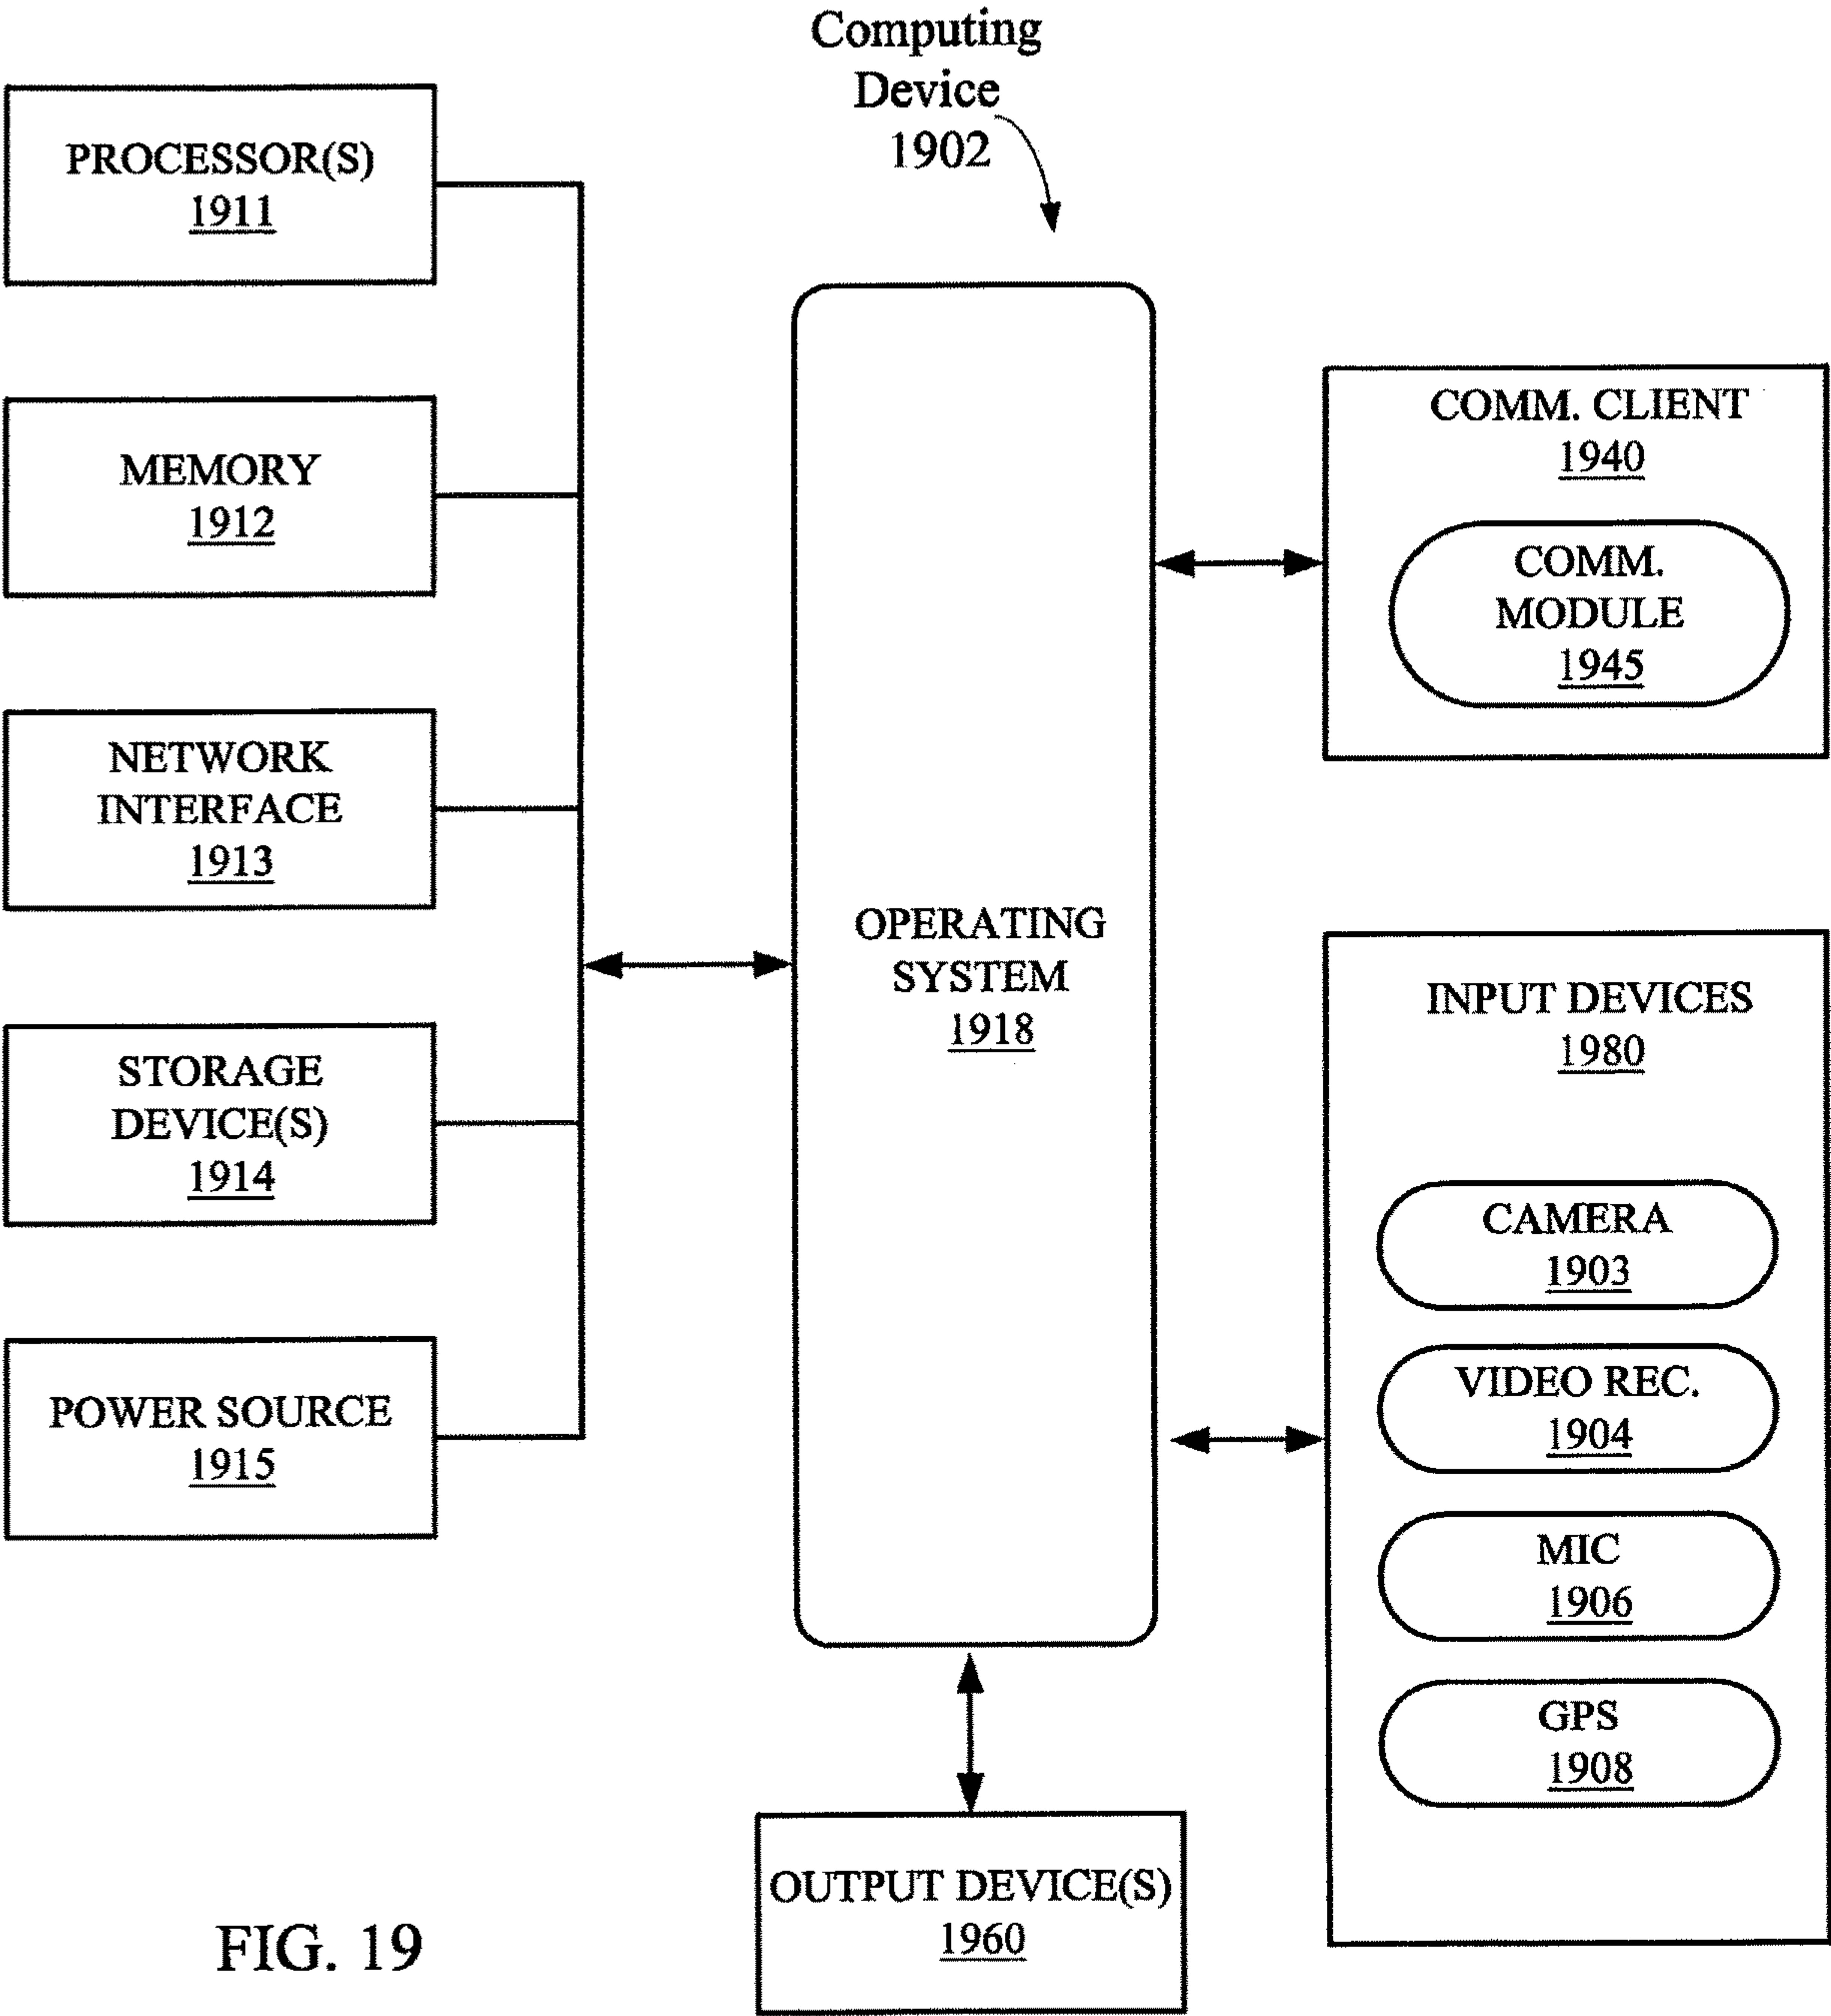 Computing
Device
1902
PROCESSOR(S)
1911
MEMORY
1912
NETWORK
INTERFACE
1913
STORAGE
DEVICE(S)
1914
POWER SOURCE
1915
OPERATING
SYSTEM
1918
COMM. CLIENT
1940
COMM.
MODULE
1945
INPUT DEVICES
1980
CAMERA
1903
VIDEO REC.
1904
MIC
1906
GPS
1908
OUTPUT DEVICE(S)
1960
FIG. 19